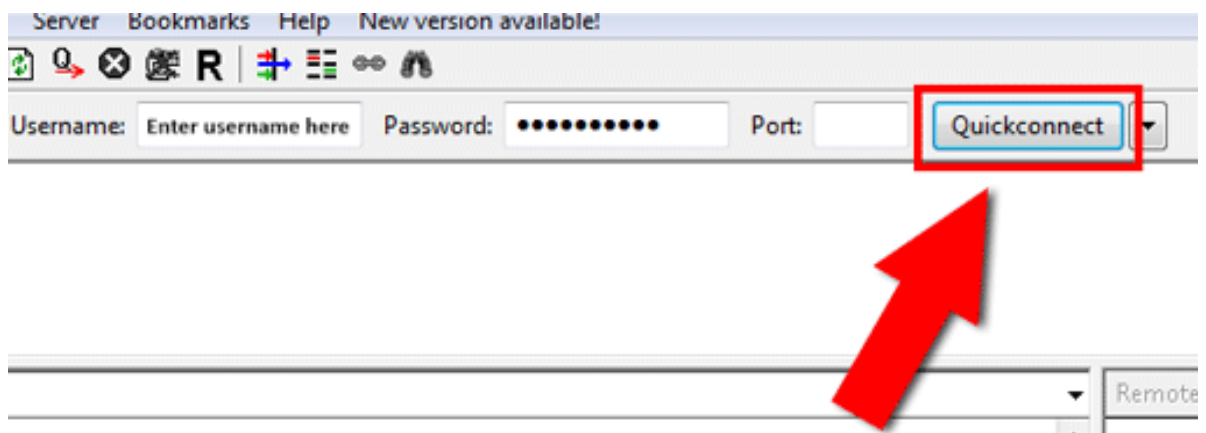 Server Bookmarks Help New version available!
Username: Enter username here Password: •••••••••• Port: Quickconnect
Remote